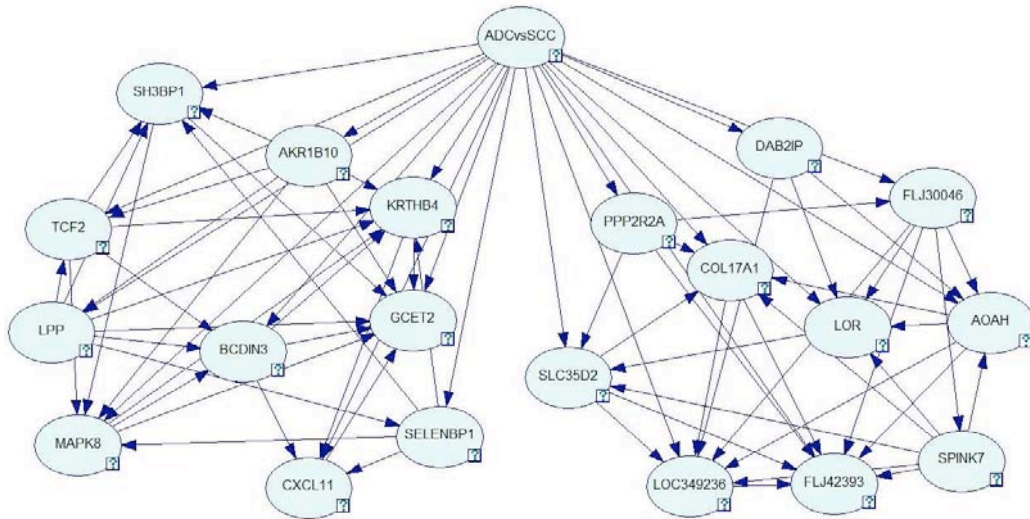 ADCvsSCC
?
SH3BP1
?
AKR1B10
?
DAB2IP
?
FLJ30046
?
KRTHB4
?
TCF2
?
PPP2R2A
?
COL17A1
?
LPP
?
BCDIN3
?
GCET2
?
LOR
?
AOAH
?
SLC35D2
?
MAPK8
?
SELENBP1
?
CXCL11
?
LOC349236
?
FLJ42393
?
SPINK7
?